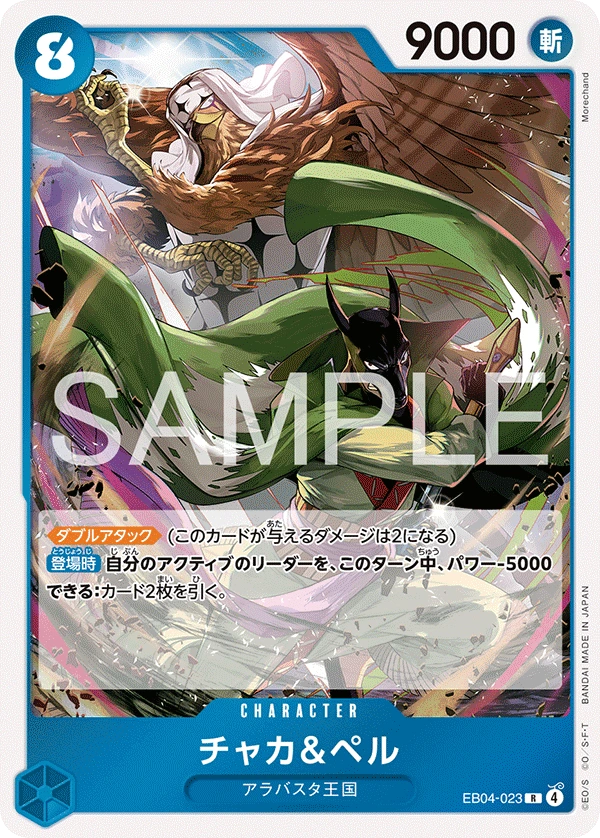 8
9000
斬
Morechand
SAMPLE
ダブルアタック (このカードが与えるダメージは2になる)
登場時 自分のアクティブのリーダーを、このターン中、パワー-5000
できる:カード2枚を引く。
CHARACTER
チャカ&ペル
アラバスタ王国
EB04-023 R 4
©E.O/S ©O/S・F・T BANDAI MADE IN JAPAN